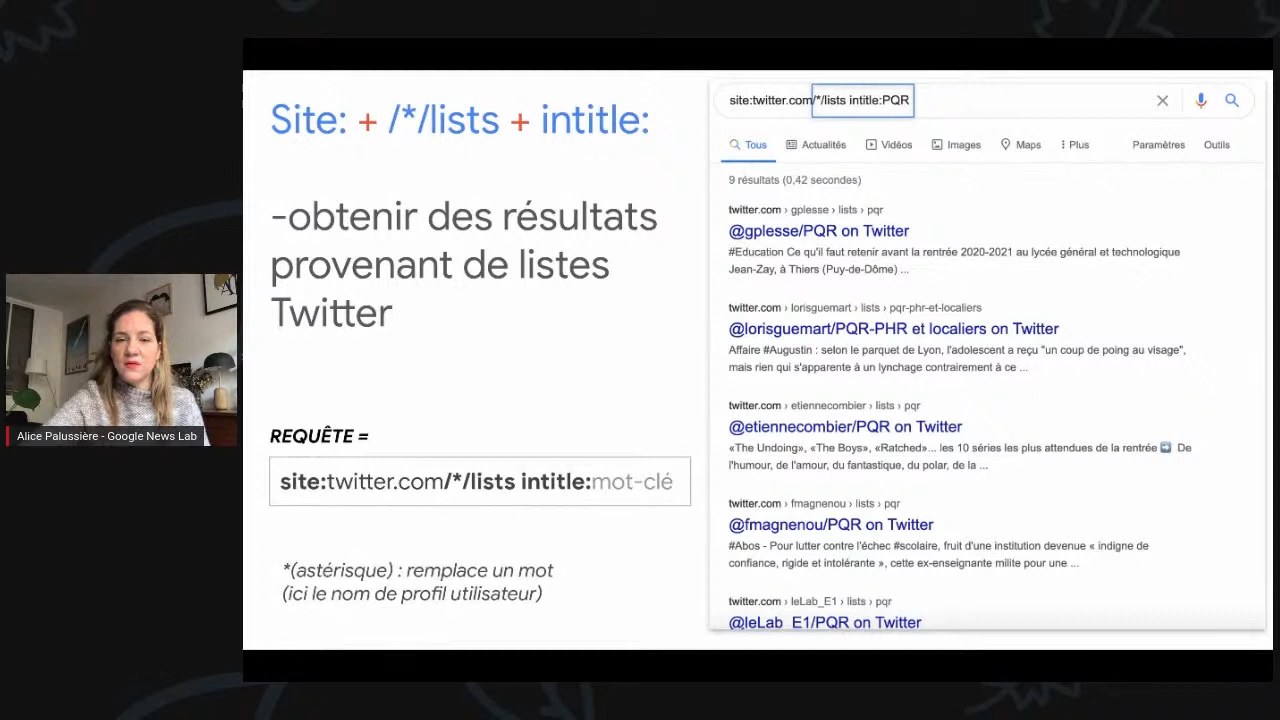 Site: + /*/lists + intitle:
-obtenir des résultats
provenant de listes
Twitter
REQUÊTE =
site:twitter.com/*/lists intitle:mot-clé
*(astérisque) : remplace un mot
(ici le nom de profil utilisateur)
site:twitter.com/*/lists intitle:PQR
Tous Actualités Vidéos Images Maps Plus Paramètres Outils
9 résultats (0,42 secondes)
twitter.com › gplesse › lists › pqr
@gplesse/PQR on Twitter
#Education Ce qu'il faut retenir avant la rentrée 2020-2021 au lycée général et technologique
Jean-Zay, à Thiers (Puy-de-Dôme) ...
twitter.com › lorisguemart › lists › pqr-phr-et-localiers
@lorisguemart/PQR-PHR et localiers on Twitter
Affaire #Augustin : selon le parquet de Lyon, l'adolescent a reçu "un coup de poing au visage",
mais rien qui s'apparente à un lynchage contrairement à ce ...
twitter.com › etiennecombier › lists › pqr
@etiennecombier/PQR on Twitter
«The Undoing», «The Boys», «Ratched»... les 10 séries les plus attendues de la rentrée ➡️ De
l'humour, de l'amour, du fantastique, du polar, de la ...
twitter.com › fmagnenou › lists › pqr
@fmagnenou/PQR on Twitter
#Abos - Pour lutter contre l'échec #scolaire, fruit d'une institution devenue « indigne de
confiance, rigide et intolérante », cette ex-enseignante milite pour une ...
twitter.com › leLab_E1 › lists › pqr
@leLab_E1/PQR on Twitter
Alice Palussière - Google News Lab